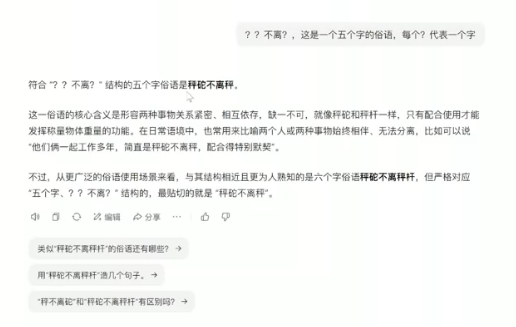 ？？不离？，这是一个五个字的俗语，每个？代表一个字
符合 "？？不离？" 结构的五个字俗语是秤砣不离秤。
这一俗语的核心含义是形容两种事物关系紧密、相互依存，缺一不可，就像秤砣和秤杆一样，只有配合使用才能
发挥称量物体重量的功能。在日常语境中，也常用来比喻两个人或两种事物始终相伴、无法分离，比如可以说
"他们俩一起工作多年，简直是秤砣不离秤，配合得特别默契"。
不过，从更广泛的俗语使用场景来看，与其结构相近且更为人熟知的是六个字俗语秤砣不离秤杆，但严格对应
"五个字、？？不离？" 结构的，最贴切的就是 "秤砣不离秤"。
编辑 分享
类似"秤砣不离秤杆"的俗语还有哪些？ →
用"秤砣不离秤杆"造几个句子。 →
"秤不离砣"和"秤砣不离秤杆"有区别吗？ →